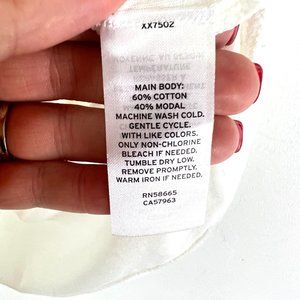 XX7502
MAIN BODY:
60% COTTON
40% MODAL
MACHINE WASH COLD.
GENTLE CYCLE.
WITH LIKE COLORS.
ONLY NON-CHLORINE
BLEACH IF NEEDED.
TUMBLE DRY LOW.
REMOVE PROMPTLY.
WARM IRON IF NEEDED.
RN58665
CA57963